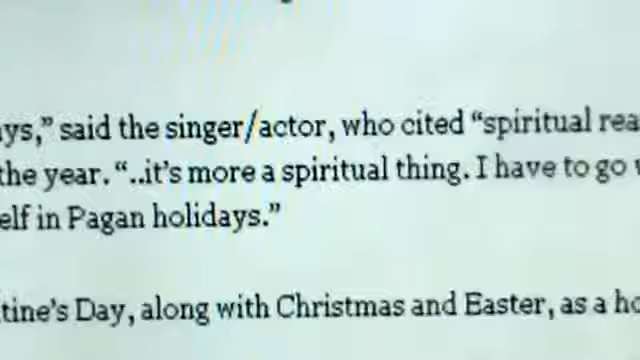 ys,” said the singer/actor, who cited “spiritual rea
the year. “..it’s more a spiritual thing. I have to go
elf in Pagan holidays.”
tine’s Day, along with Christmas and Easter, as a ho